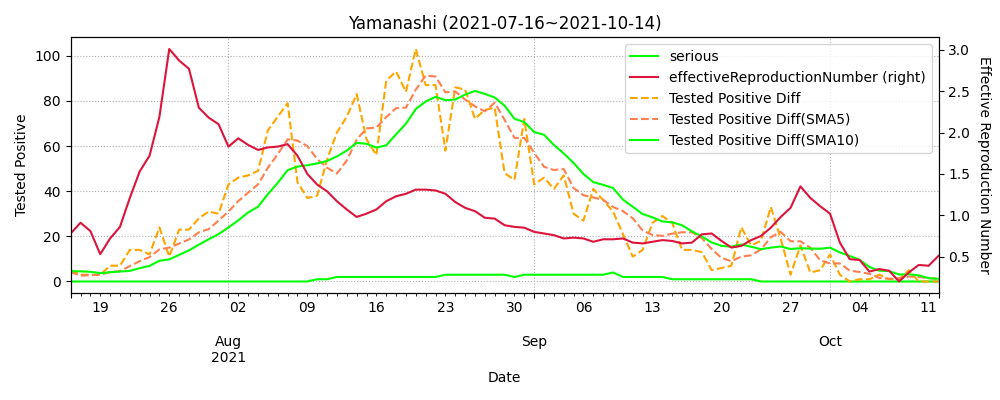 Yamanashi (2021-07-16~2021-10-14)
100
80
60
40
20
0
Tested Positive
3.0
2.5
2.0
1.5
1.0
0.5
Effective Reproduction Number
serious
effectiveReproductionNumber (right)
Tested Positive Diff
Tested Positive Diff(SMA5)
Tested Positive Diff(SMA10)
19 26 02 09 16 23 30 06 13 20 27 04 11
Aug Sep Oct
2021
Date